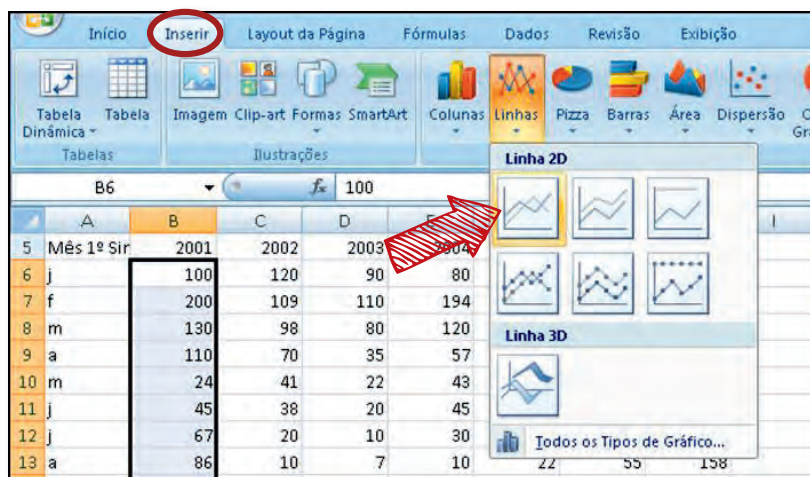 Início Inserir Layout da Página Fórmulas Dados Revisão Exibição
Tabela Dinâmica Tabela Imagem Clip-art Formas SmartArt Colunas Linhas Pizza Barras Área Dispersão
Tabelas Ilustrações
Linha 2D
B6 fx 100
A B C D E I
5 Mês 1º Sin 2001 2002 2003 2004
6 j 100 120 90 80
7 f 200 109 110 194
8 m 130 98 80 120
Linha 3D
9 a 110 70 35 57
10 m 24 41 22 43
11 j 45 38 20 45
12 j 67 20 10 30
Todos os Tipos de Gráfico...
13 a 86 10 7 10 22 55 158